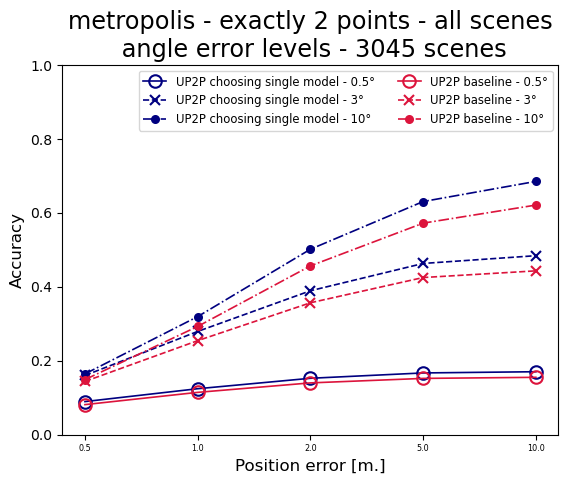 metropolis - exactly 2 points - all scenes
angle error levels - 3045 scenes
UP2P choosing single model - 0.5°
UP2P choosing single model - 3°
UP2P choosing single model - 10°
UP2P baseline - 0.5°
UP2P baseline - 3°
UP2P baseline - 10°
Accuracy
1.0
0.8
0.6
0.4
0.2
0.0
0.5
1.0
2.0
5.0
10.0
Position error [m.]